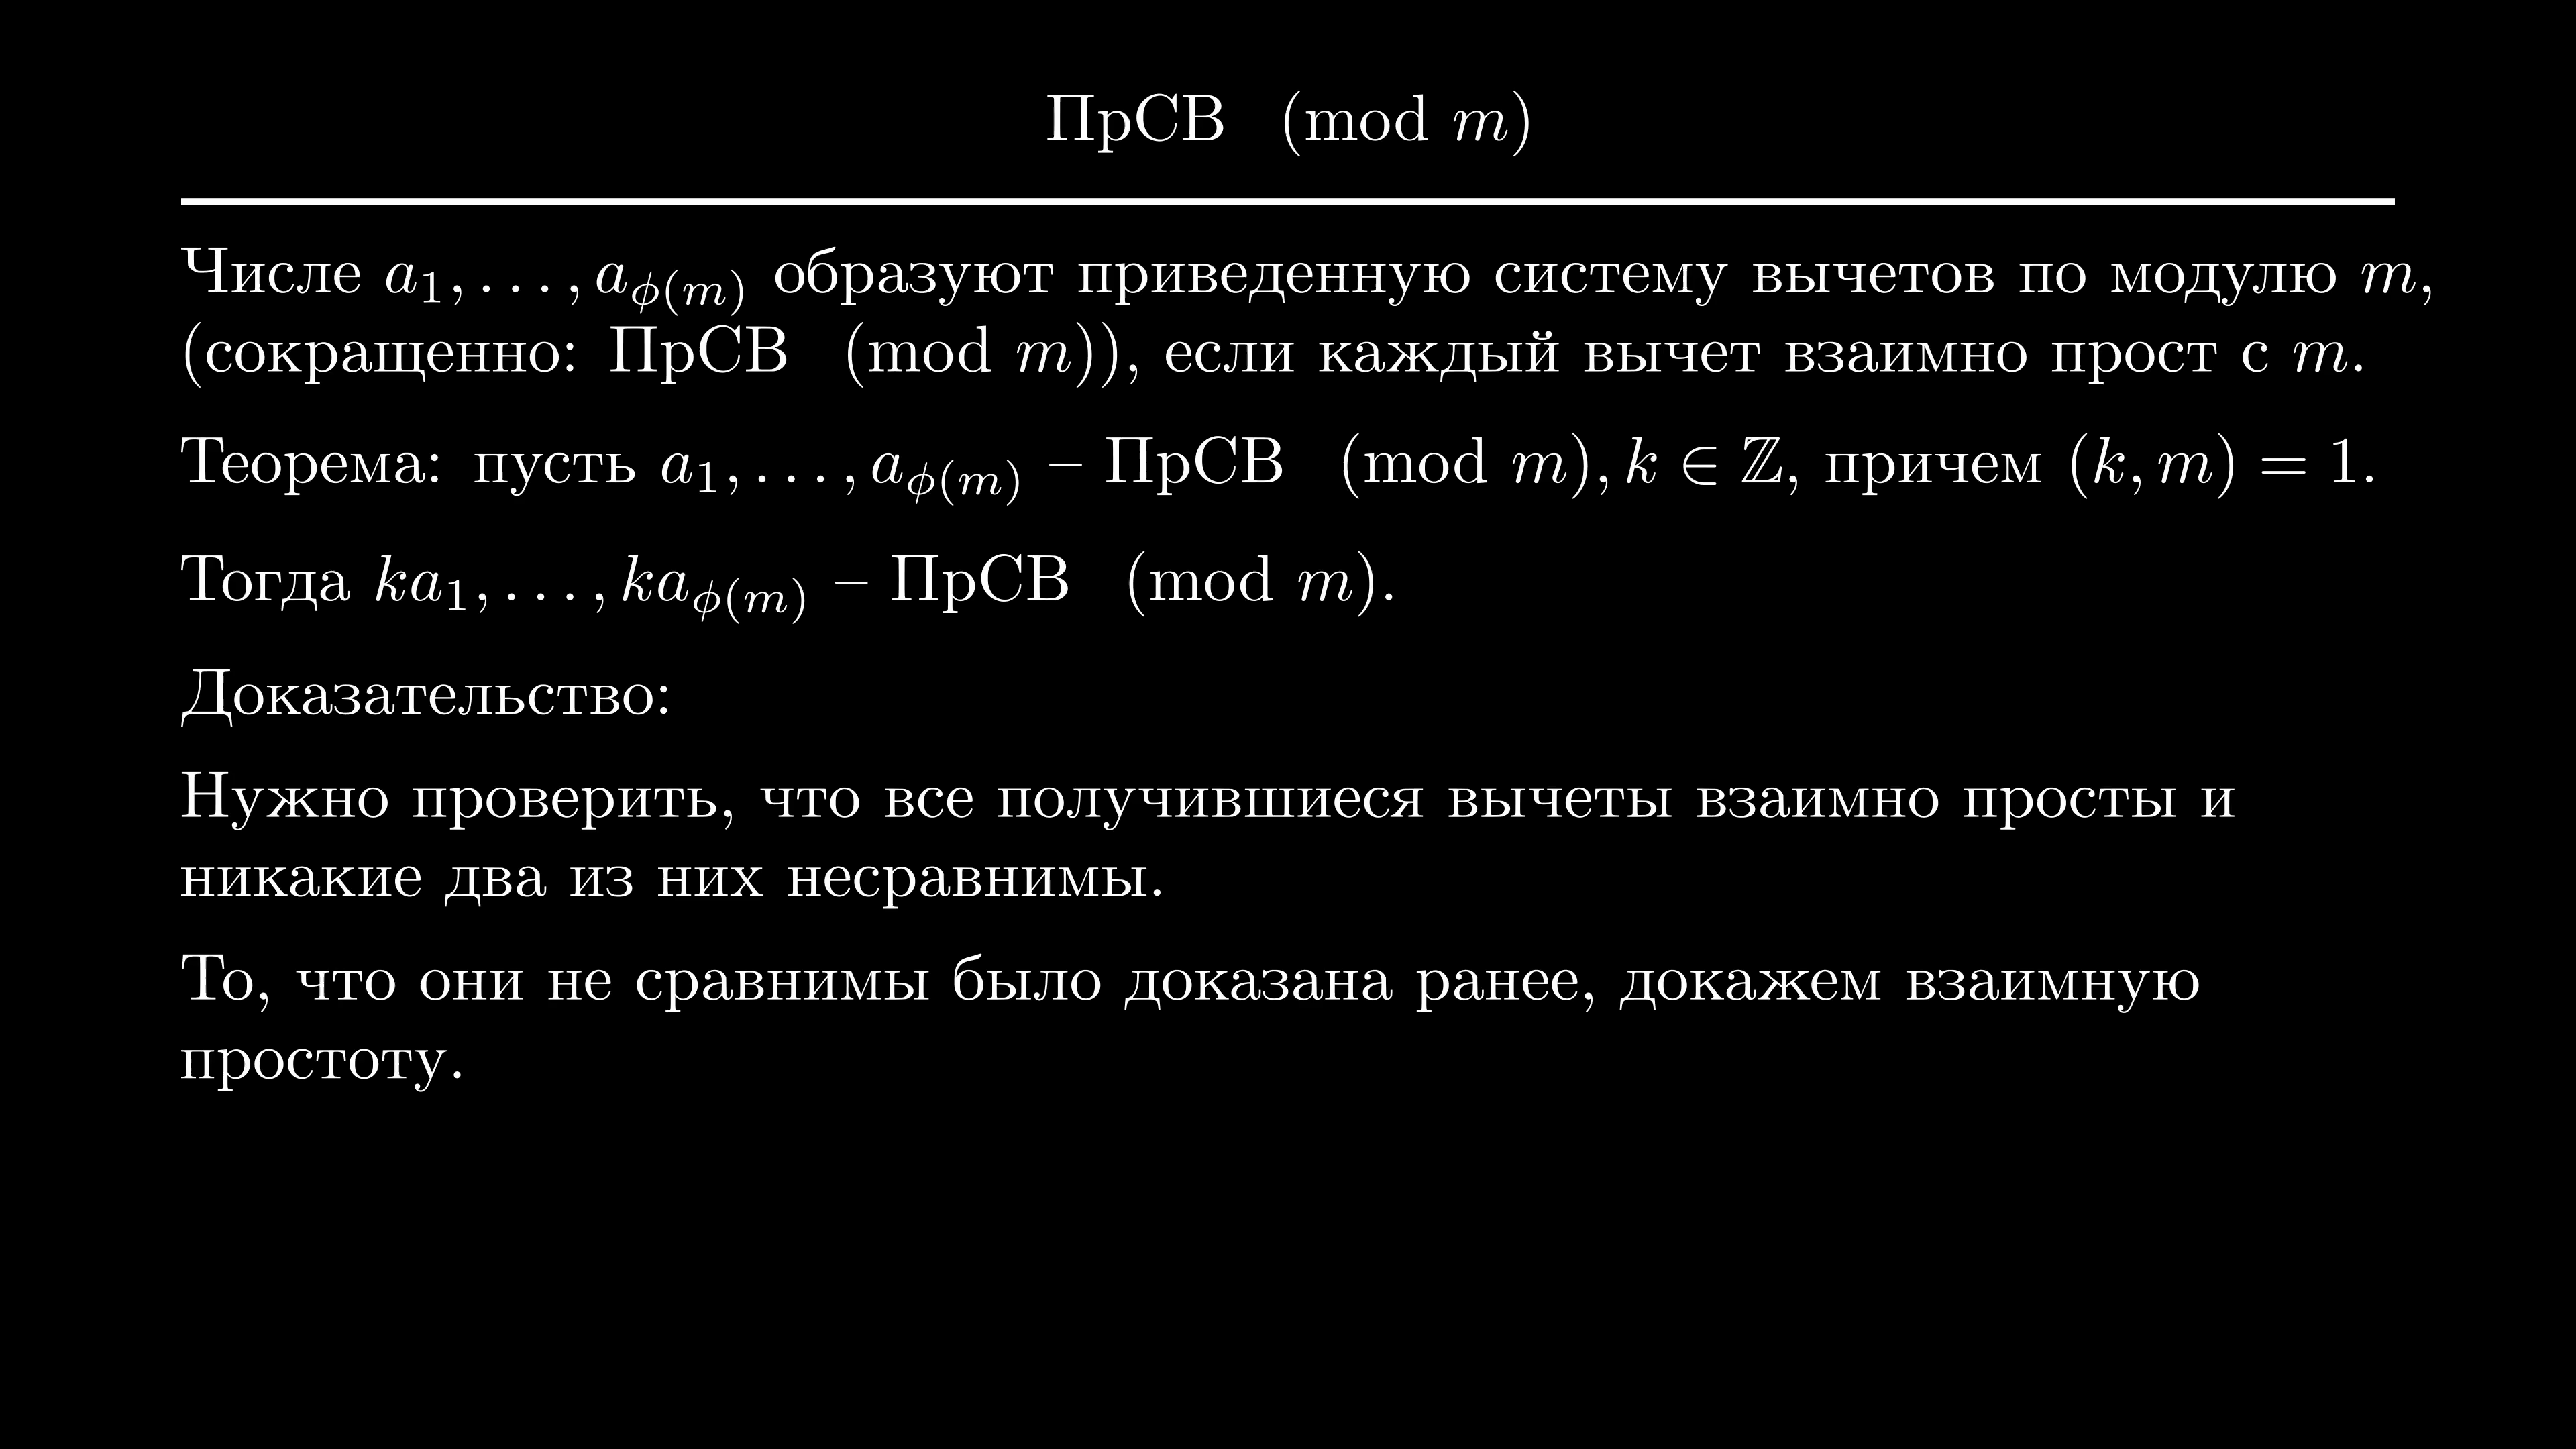 ПрСВ (mod m)
Числе a₁, . . . , a_ϕ(m) образуют приведенную систему вычетов по модулю m,
(сокращенно: ПрСВ (mod m)), если каждый вычет взаимно прост с m.
Теорема: пусть a₁, . . . , a_ϕ(m) – ПрСВ (mod m), k ∈ ℤ, причем (k, m) = 1.
Тогда ka₁, . . . , ka_ϕ(m) – ПрСВ (mod m).
Доказательство:
Нужно проверить, что все получившиеся вычеты взаимно просты и
никакие два из них несравнимы.
То, что они не сравнимы было доказана ранее, докажем взаимную
простоту.